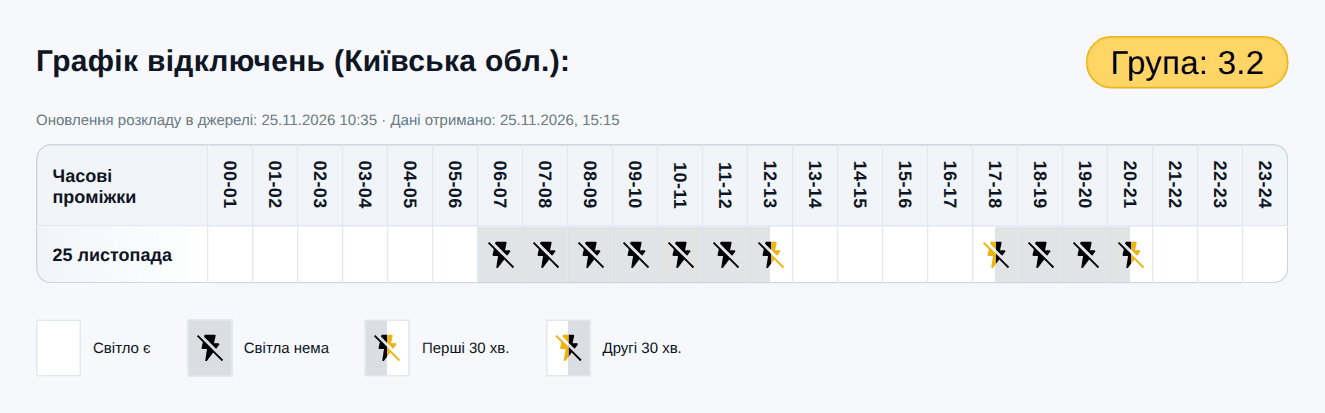 Графік відключень (Київська обл.):
Група: 3.2
Оновлення розкладу в джерелі: 25.11.2026 10:35 · Дані отримано: 25.11.2026, 15:15
Часові
проміжки
00-01
01-02
02-03
03-04
04-05
05-06
06-07
07-08
08-09
09-10
10-11
11-12
12-13
13-14
14-15
15-16
16-17
17-18
18-19
19-20
20-21
21-22
22-23
23-24
25 листопада
Світло є
Світла нема
Перші 30 хв.
Другі 30 хв.